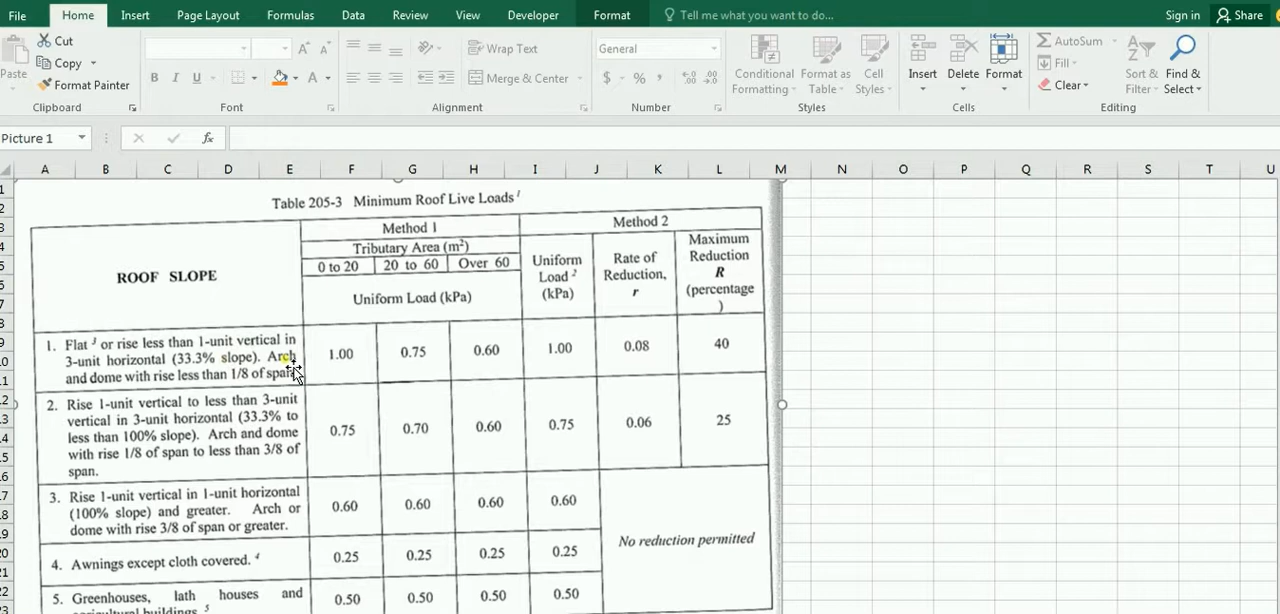 File Home Insert Page Layout Formulas Data Review View Developer Format Tell me what you want to do... Sign in Share
Cut
Copy
Paste
Format Painter
General
Wrap Text
Merge & Center
$ % ,
B I U A
Conditional Formatting
Format as Table
Cell Styles
Insert Delete Format
AutoSum
Fill
Clear
Sort & Filter
Find & Select
Clipboard Font Alignment Number Styles Cells Editing
Picture 1 fx
A B C D E F G H I J K L M N O P Q R S T U
Table 205-3 Minimum Roof Live Loads 1
ROOF SLOPE
Method 1
Method 2
Tributary Area (m²)
0 to 20 20 to 60 Over 60
Uniform Load (kPa)
Uniform
Load 2
(kPa)
Rate of
Reduction,
r
Maximum
Reduction
R
(percentage
)
1. Flat 3 or rise less than 1-unit vertical in
3-unit horizontal (33.3% slope). Arch
and dome with rise less than 1/8 of span
1.00 0.75 0.60 1.00 0.08 40
2. Rise 1-unit vertical to less than 3-unit
vertical in 3-unit horizontal (33.3% to
less than 100% slope). Arch and dome
with rise 1/8 of span to less than 3/8 of
span.
0.75 0.70 0.60 0.75 0.06 25
3. Rise 1-unit vertical in 1-unit horizontal
(100% slope) and greater. Arch or
dome with rise 3/8 of span or greater.
0.60 0.60 0.60 0.60
No reduction permitted
4. Awnings except cloth covered. 4
0.25 0.25 0.25 0.25
5. Greenhouses, lath houses and
agricultural buildings 5
0.50 0.50 0.50 0.50